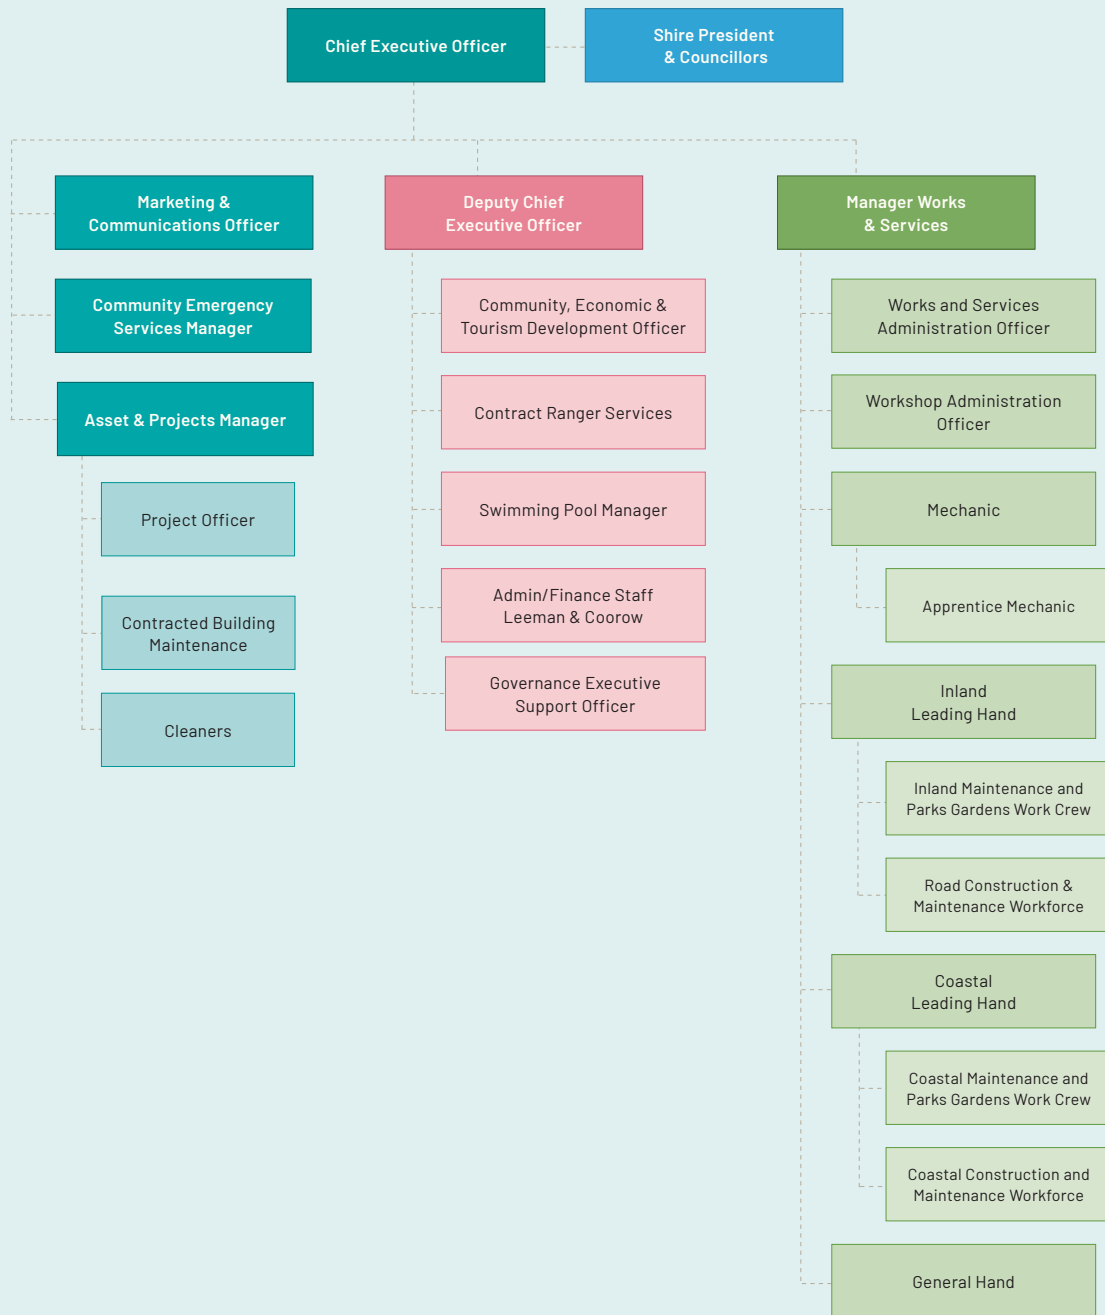 Chief Executive Officer
Shire President
& Councillors
Marketing &
Communications Officer
Community Emergency
Services Manager
Asset & Projects Manager
Project Officer
Contracted Building
Maintenance
Cleaners
Deputy Chief
Executive Officer
Community, Economic &
Tourism Development Officer
Contract Ranger Services
Swimming Pool Manager
Admin/Finance Staff
Leeman & Coorow
Governance Executive
Support Officer
Manager Works
& Services
Works and Services
Administration Officer
Workshop Administration
Officer
Mechanic
Apprentice Mechanic
Inland
Leading Hand
Inland Maintenance and
Parks Gardens Work Crew
Road Construction &
Maintenance Workforce
Coastal
Leading Hand
Coastal Maintenance and
Parks Gardens Work Crew
Coastal Construction and
Maintenance Workforce
General Hand